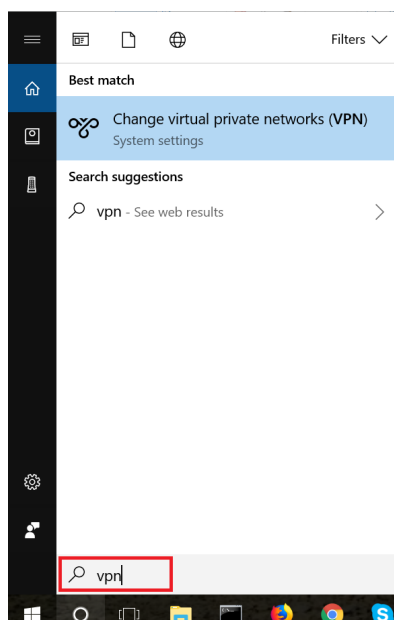 Filters
Best match
Change virtual private networks (VPN)
System settings
Search suggestions
vpn - See web results
vpn